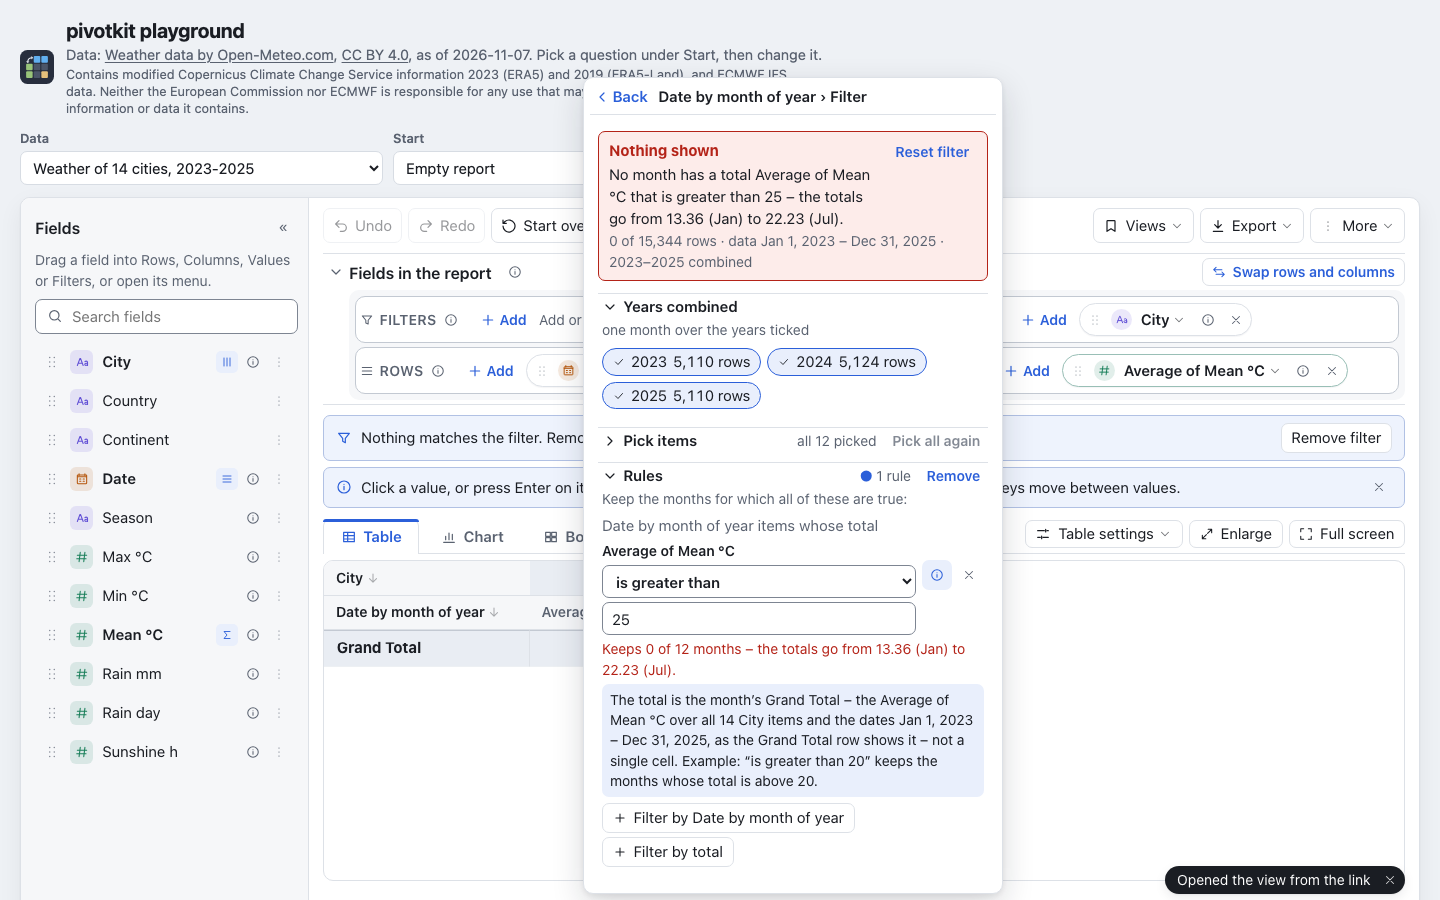 pivotkit playground
Data: Weather data by Open-Meteo.com, CC BY 4.0, as of 2026-11-07. Pick a question under Start, then change it.
Contains modified Copernicus Climate Change Service information 2023 (ERA5) and 2019 (ERA5-Land), and ECMWF IFS
data. Neither the European Commission nor ECMWF is responsible for any use that may
information or data it contains.
Data
Start
Weather of 14 cities, 2023-2025
Empty report
Fields
«
Drag a field into Rows, Columns, Values
or Filters, or open its menu.
Search fields
Aa City
Aa Country
Aa Continent
Date
Aa Season
# Max °C
# Min °C
# Mean °C Σ
# Rain mm
# Rain day
# Sunshine h
Undo
Redo
Start ove
Views
Export
More
Fields in the report
Swap rows and columns
FILTERS
+ Add
Add or
+ Add
Aa City
ROWS
+ Add
+ Add
# Average of Mean °C
Nothing matches the filter. Remo
Remove filter
Click a value, or press Enter on it
eys move between values.
Table
Chart
Bo
Table settings
Enlarge
Full screen
City ↓
Date by month of year ↓
Averag
Grand Total
Back
Date by month of year › Filter
Nothing shown
Reset filter
No month has a total Average of Mean
°C that is greater than 25 – the totals
go from 13.36 (Jan) to 22.23 (Jul).
0 of 15,344 rows · data Jan 1, 2023 – Dec 31, 2025 ·
2023–2025 combined
Years combined
one month over the years ticked
2023 5,110 rows
2024 5,124 rows
2025 5,110 rows
Pick items
all 12 picked
Pick all again
Rules
1 rule
Remove
Keep the months for which all of these are true:
Date by month of year items whose total
Average of Mean °C
is greater than
25
Keeps 0 of 12 months – the totals go from 13.36 (Jan) to
22.23 (Jul).
The total is the month’s Grand Total – the Average of
Mean °C over all 14 City items and the dates Jan 1, 2023
– Dec 31, 2025, as the Grand Total row shows it – not a
single cell. Example: “is greater than 20” keeps the
months whose total is above 20.
+ Filter by Date by month of year
+ Filter by total
Opened the view from the link